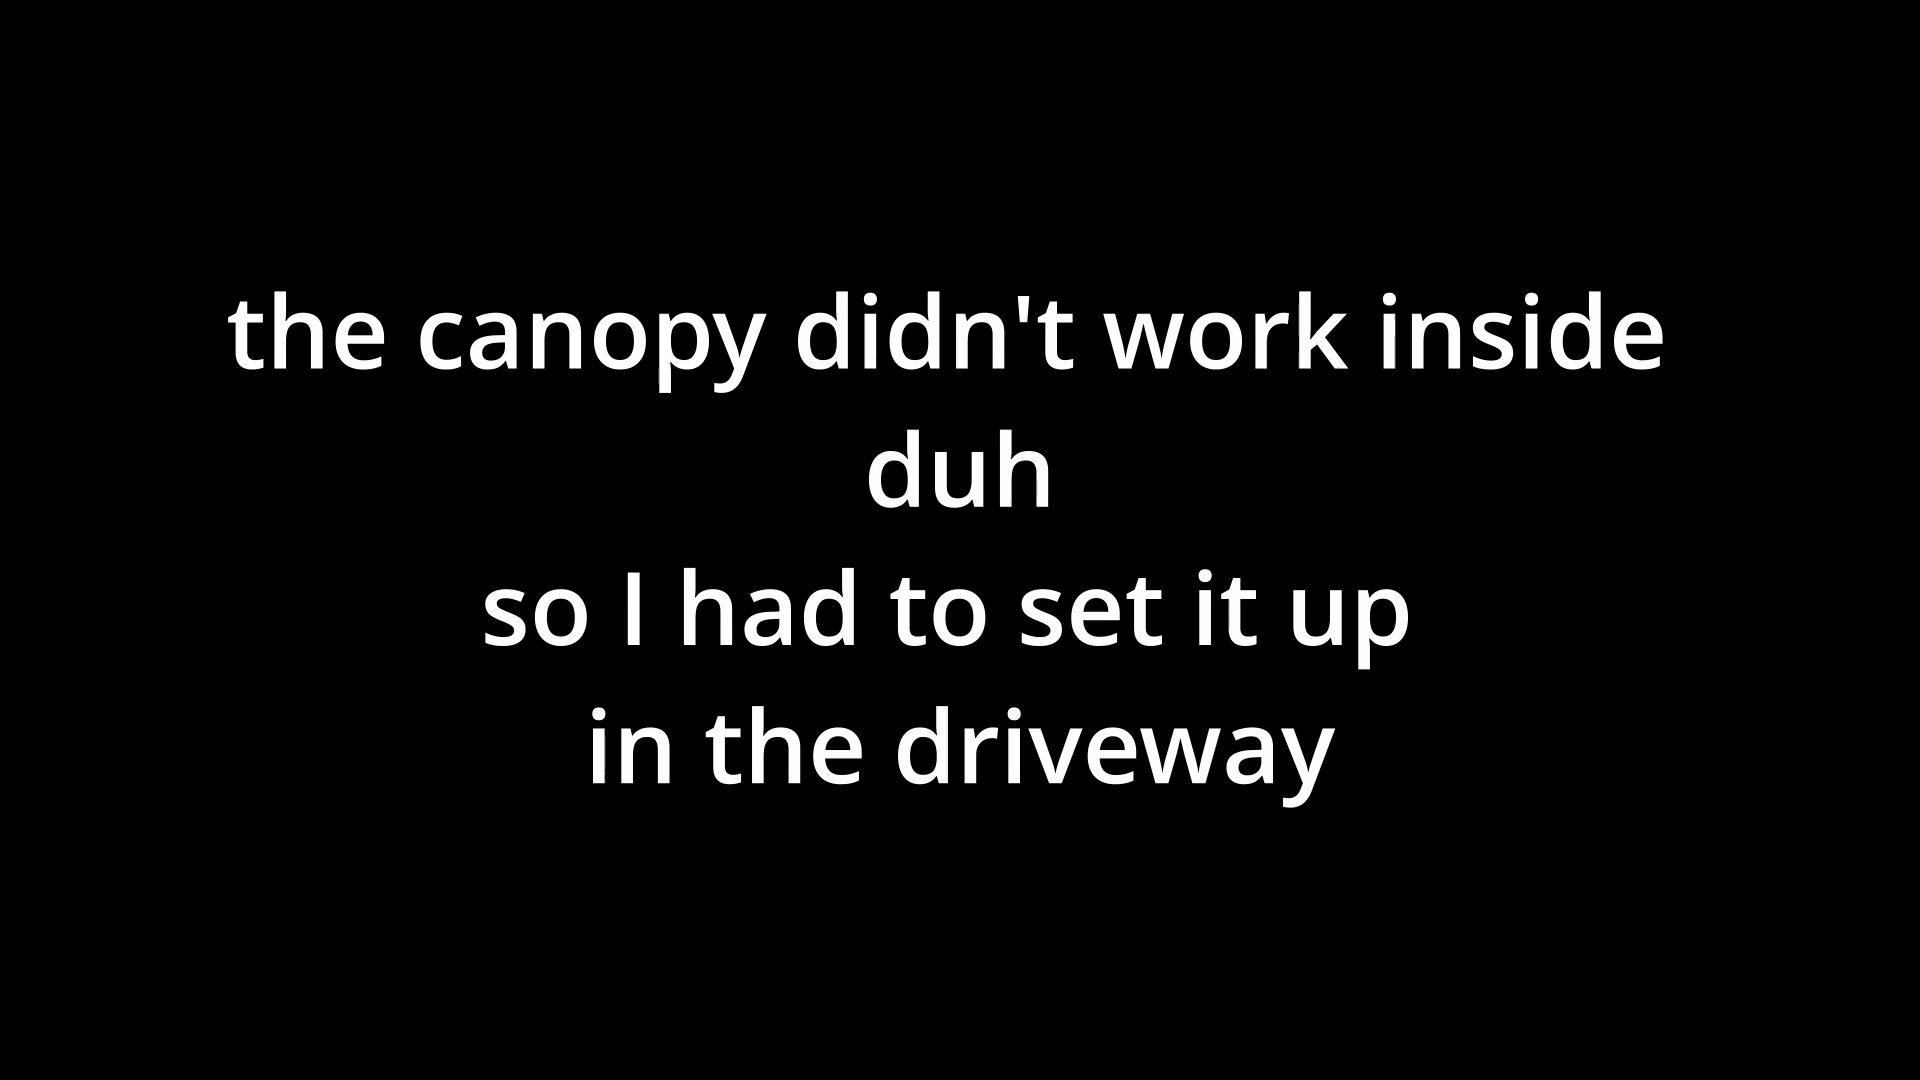 the canopy didn't work inside
duh
so I had to set it up
in the driveway